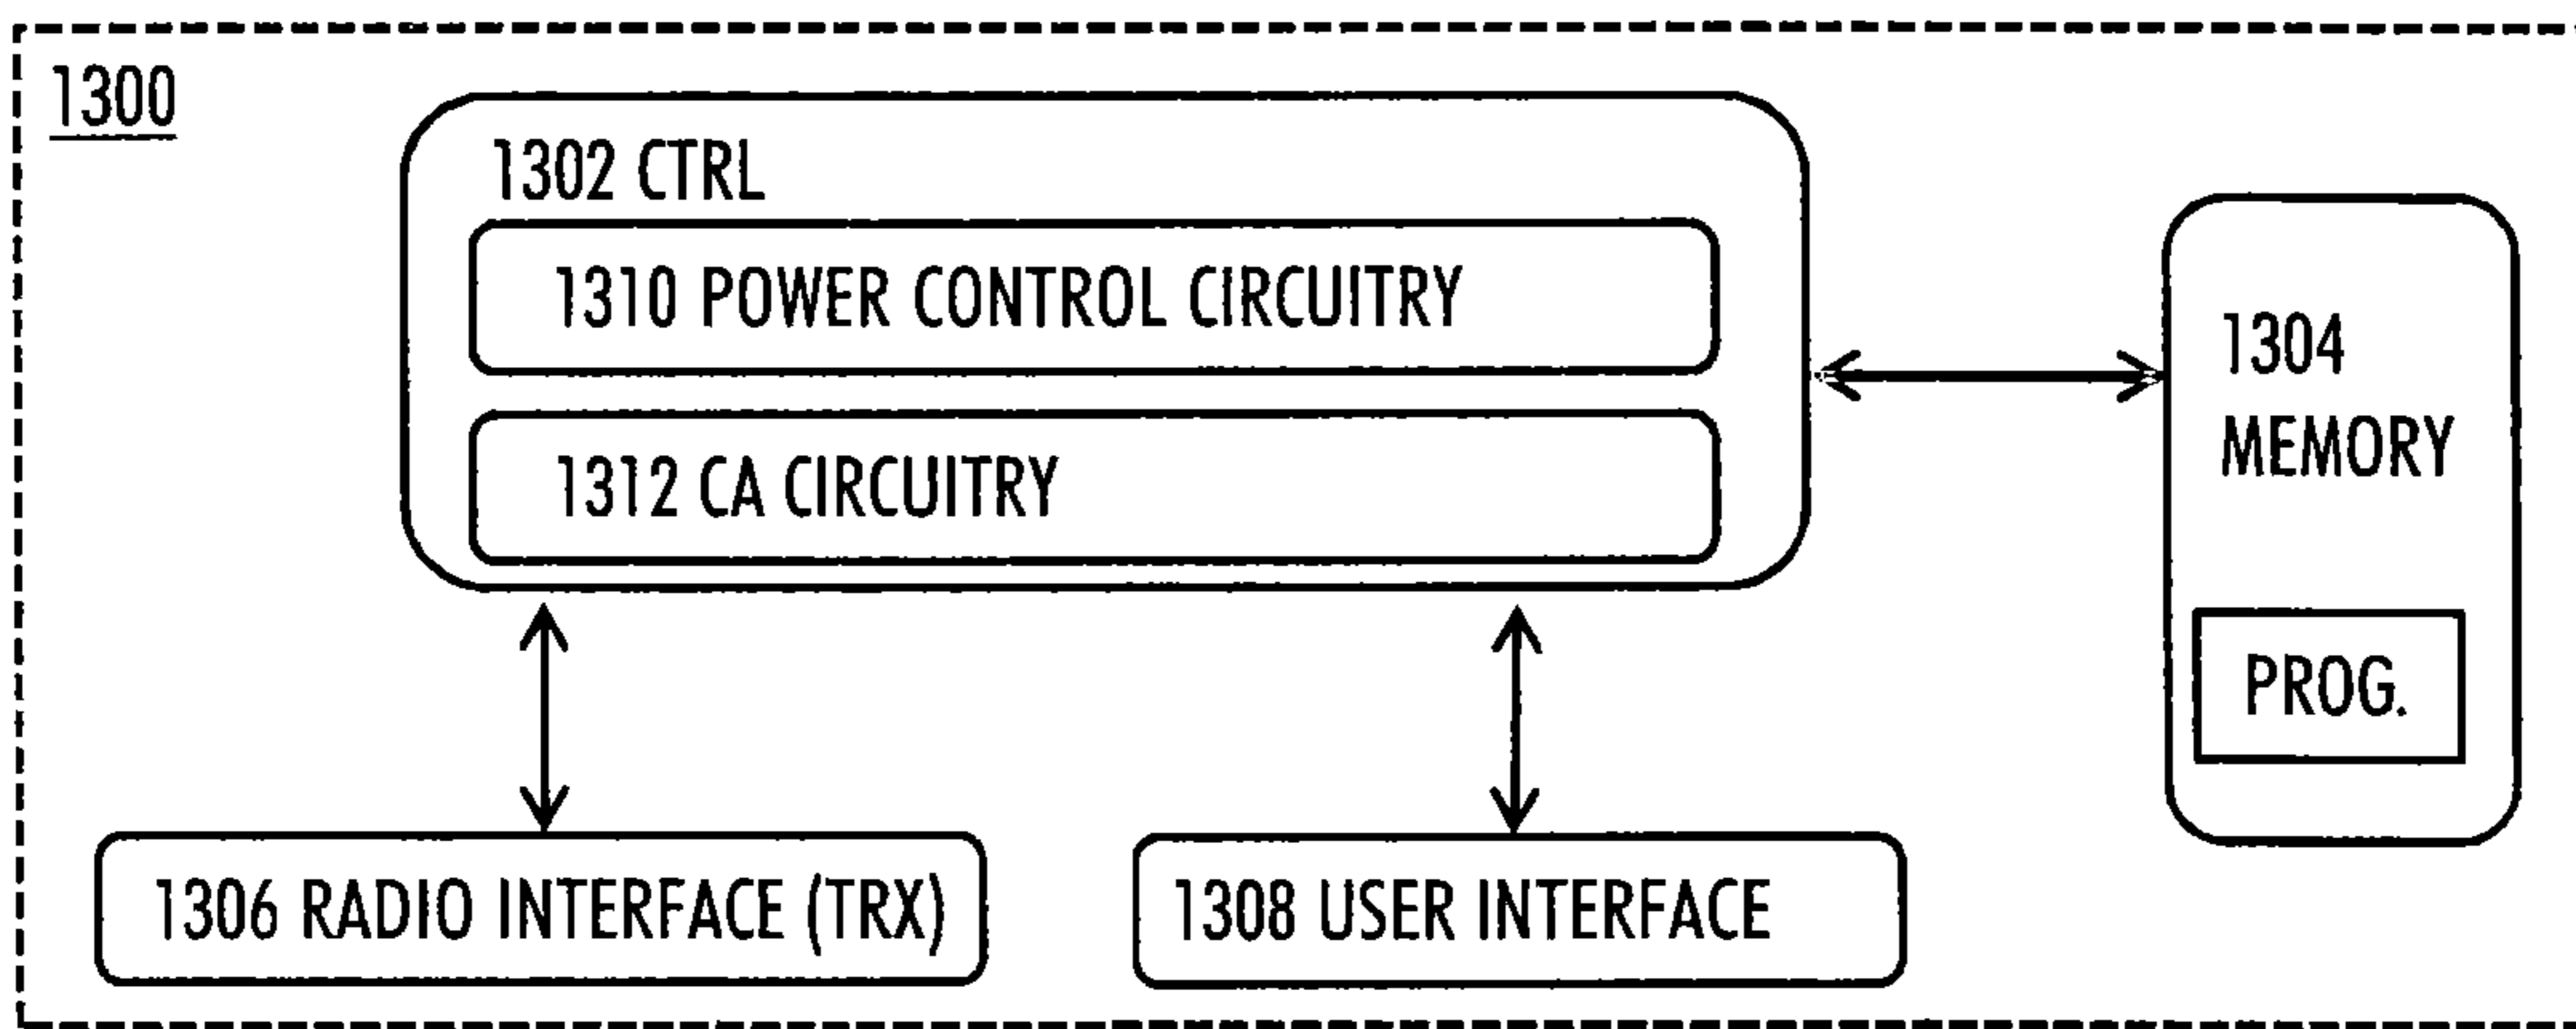 1300
1302 CTRL
1310 POWER CONTROL CIRCUITRY
1312 CA CIRCUITRY
1304
MEMORY
PROG.
1306 RADIO INTERFACE (TRX)
1308 USER INTERFACE